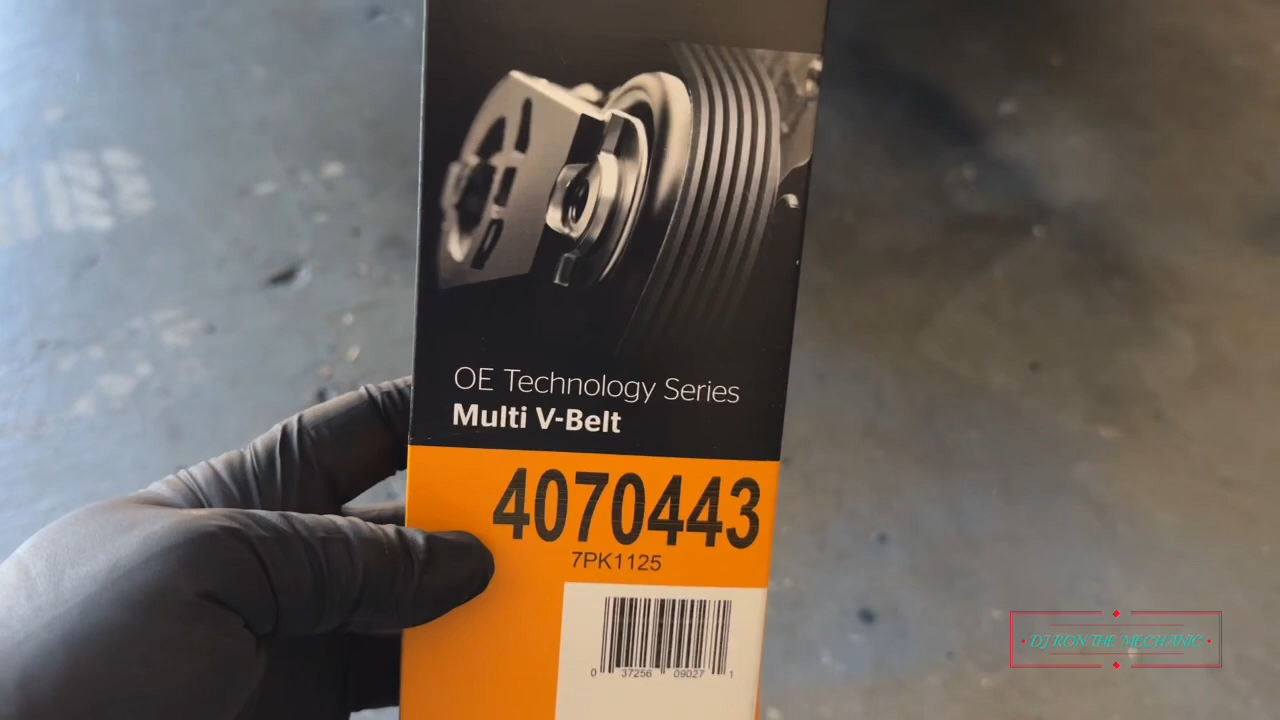 OE Technology Series
Multi V-Belt
4070443
7PK1125
0 37256 09027 1
DJ RON THE MECHANIC